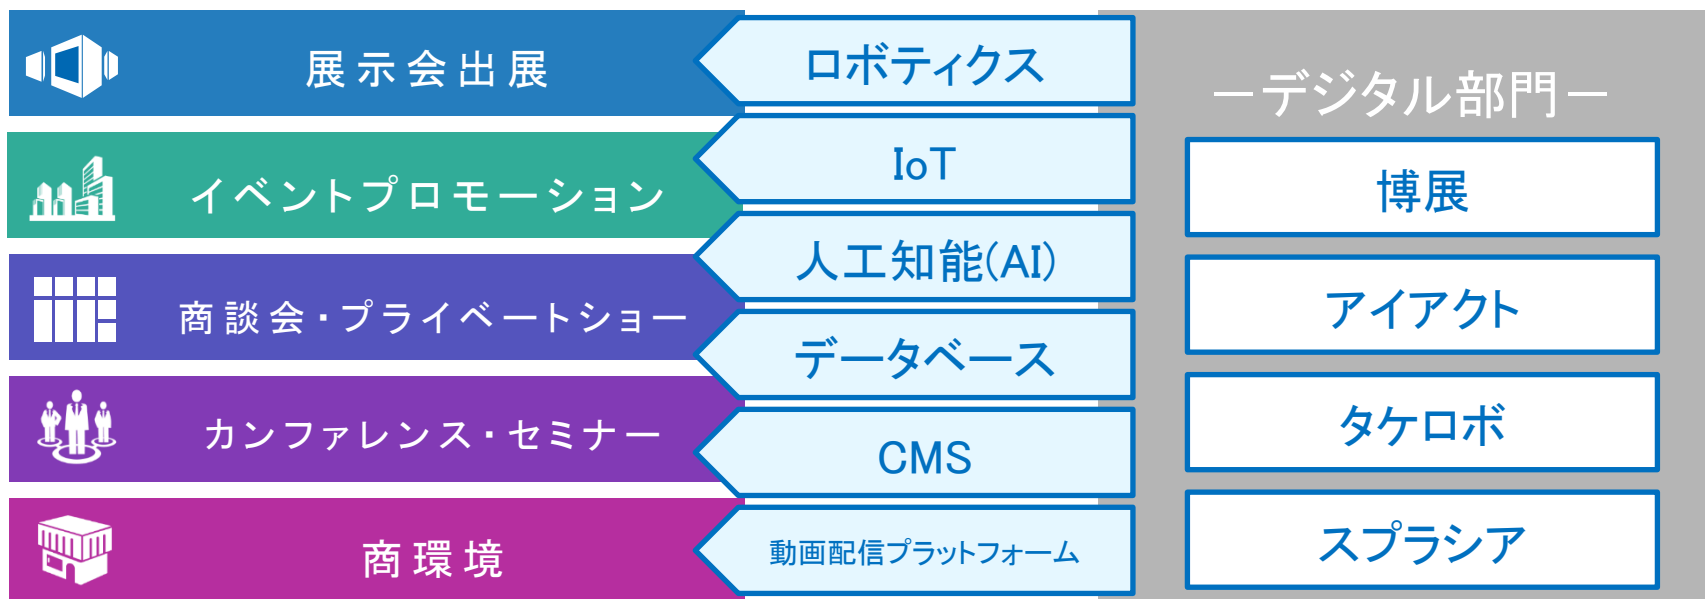 展示会出展
イベントプロモーション
商談会・プライベートショー
カンファレンス・セミナー
商環境
ロボティクス
IoT
人工知能(AI)
データベース
CMS
動画配信プラットフォーム
－デジタル部門－
博展
アイアクト
タケロボ
スプラシア